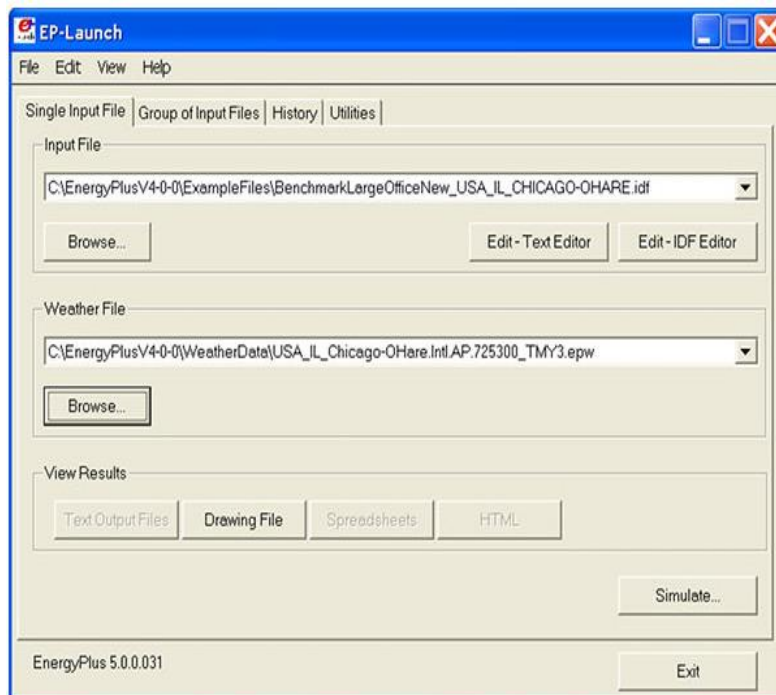 EP-Launch
File Edit View Help
Single Input File Group of Input Files History Utilities
Input File
C:\EnergyPlusV4-0-0\ExampleFiles\BenchmarkLargeOfficeNew_USA_IL_CHICAGO-OHARE.idf
Browse... Edit - Text Editor Edit - IDF Editor
Weather File
C:\EnergyPlusV4-0-0\WeatherData\USA_IL_Chicago-OHare.Intl.AP.725300_TMY3.epw
Browse...
View Results
Text Output Files Drawing File Spreadsheets HTML
Simulate...
EnergyPlus 5.0.0.031
Exit